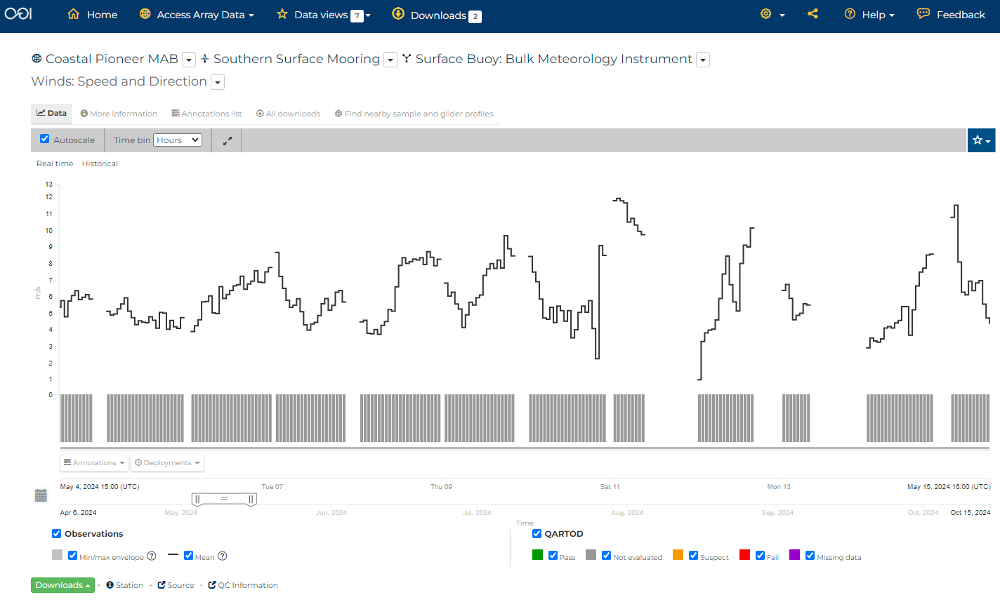 OOI Home Access Array Data Data views 7 Downloads 2 Help Feedback
Coastal Pioneer MAB Southern Surface Mooring Surface Buoy: Bulk Meteorology Instrument
Winds: Speed and Direction
Data More information Annotations list All downloads Find nearby sample and glider profiles
Autoscale Time bin Hours
Real time Historical
13
12
11
10
9
8
7
6
5
4
3
2
1
0
m/s
Annotations Deployments
May 4, 2024 15:00 (UTC) Tue 07 Thu 09 Sat 11 Mon 13 May 15, 2024 16:00 (UTC)
Apr 6, 2024 May, 2024 Jun, 2024 Jul, 2024 Aug, 2024 Sep, 2024 Oct, 2024 Oct 15, 2024
Time
Observations QARTOD
Min/max envelope ? Mean ? Pass Not evaluated Suspect Fail Missing data
Downloads · Station · Source · QC Information